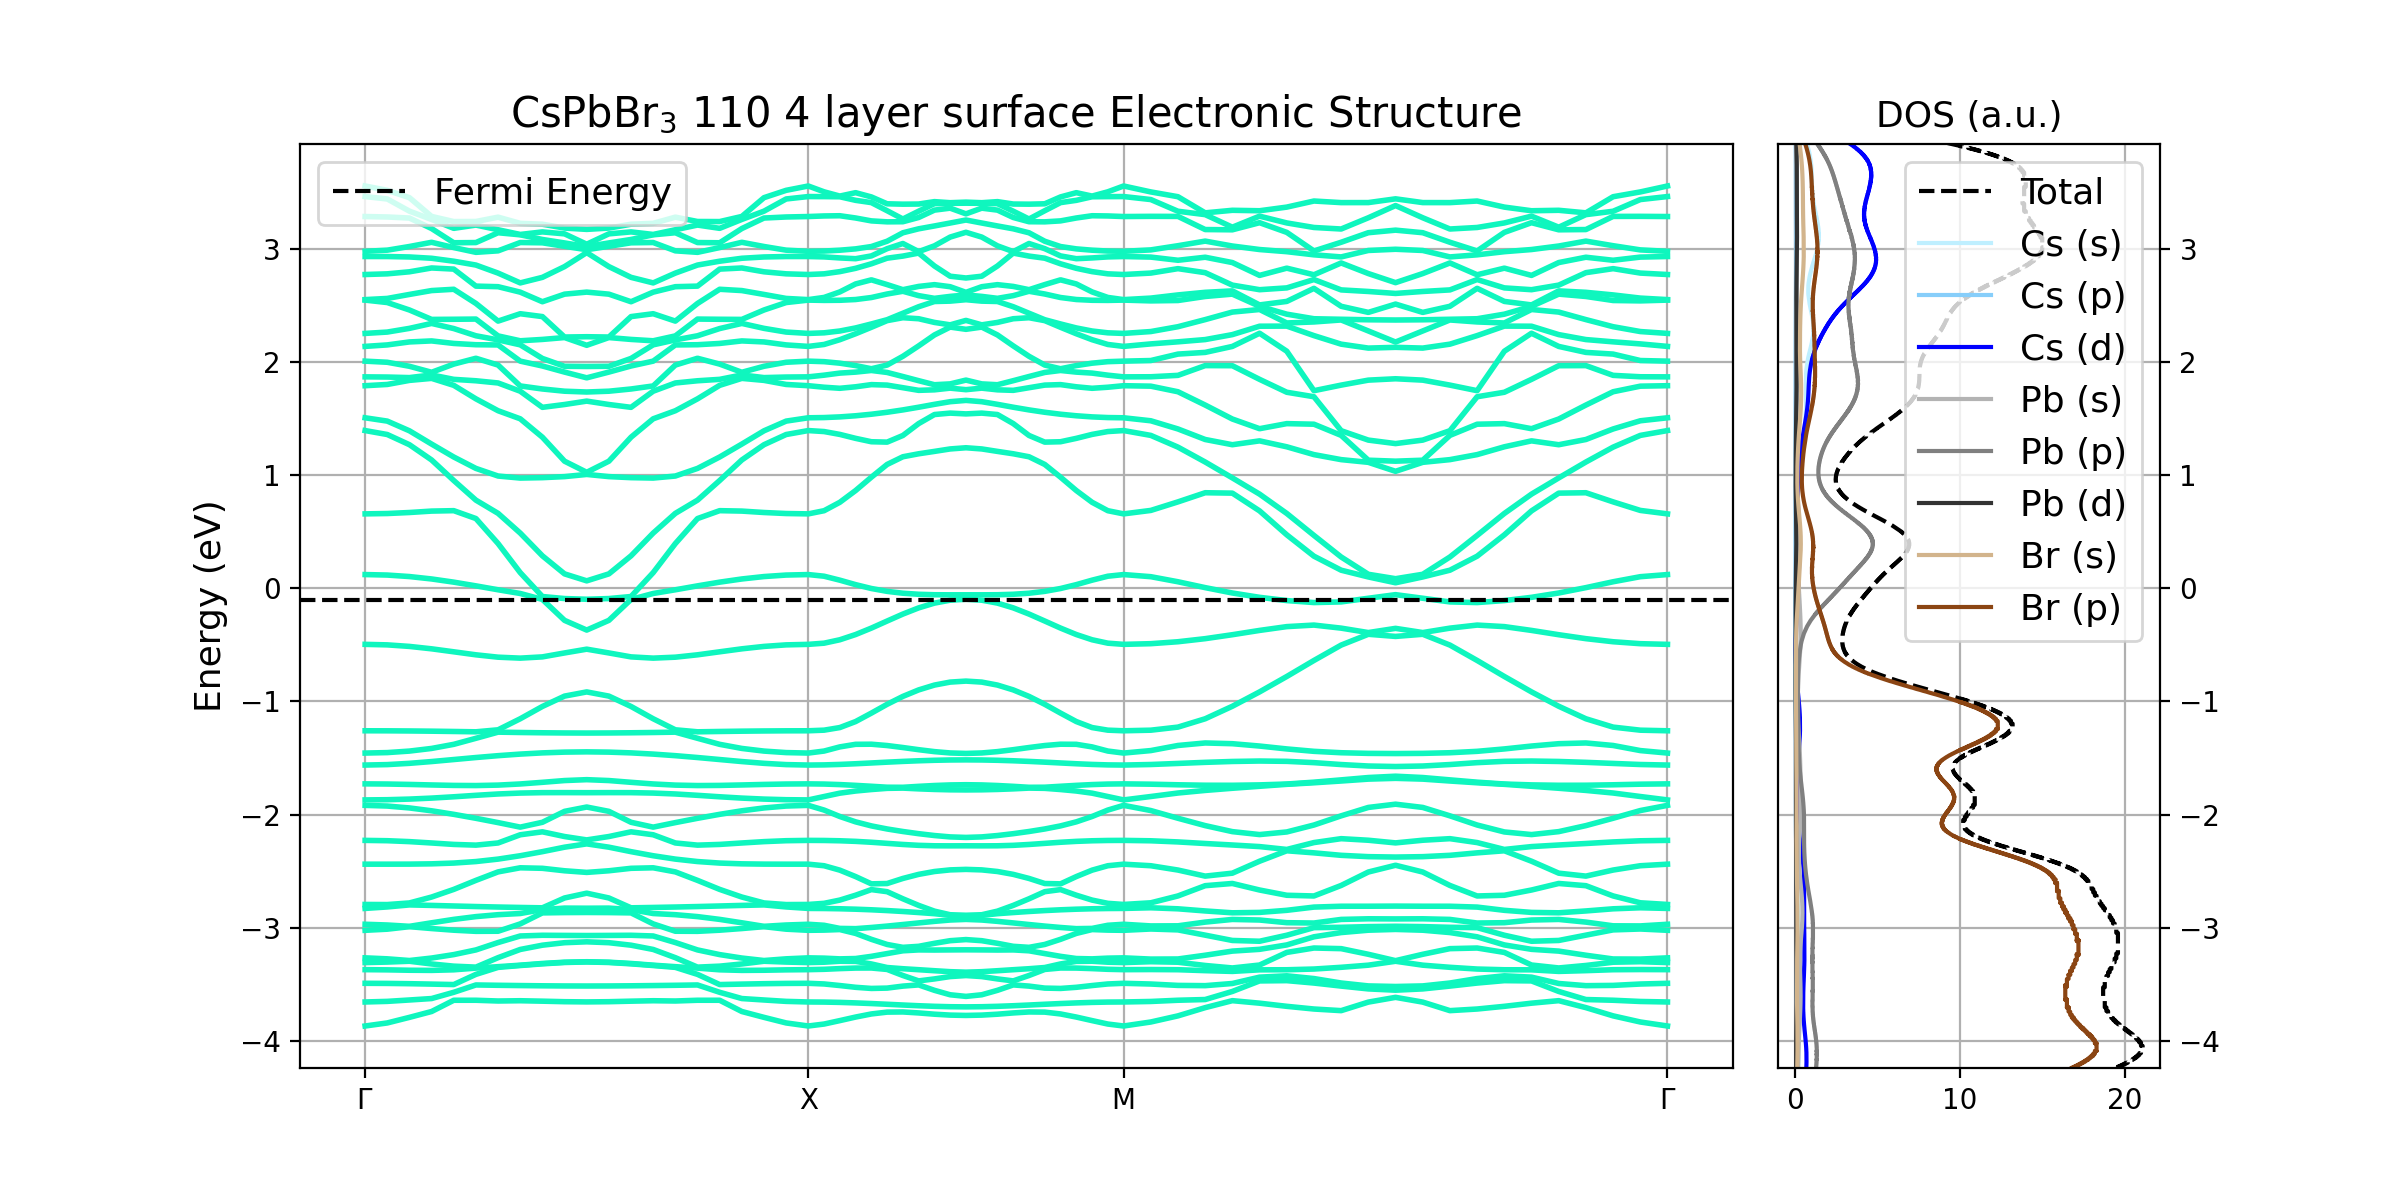 CsPbBr₃ 110 4 layer surface Electronic Structure
DOS (a.u.)
Fermi Energy
Energy (eV)
3
2
1
0
−1
−2
−3
−4
Γ X M Γ
Total
Cs (s)
Cs (p)
Cs (d)
Pb (s)
Pb (p)
Pb (d)
Br (s)
Br (p)
3
2
1
0
−1
−2
−3
−4
0 10 20